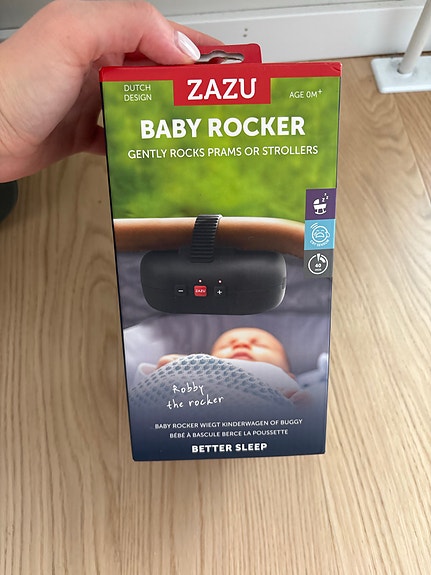 DUTCH
DESIGN
ZAZU
AGE 0M+
BABY ROCKER
GENTLY ROCKS PRAMS OR STROLLERS
ZAZU
Robby
the rocker
BABY ROCKER WIEGT KINDERWAGEN OF BUGGY
BÉBÉ À BASCULE BERCE LA POUSSETTE
BETTER SLEEP